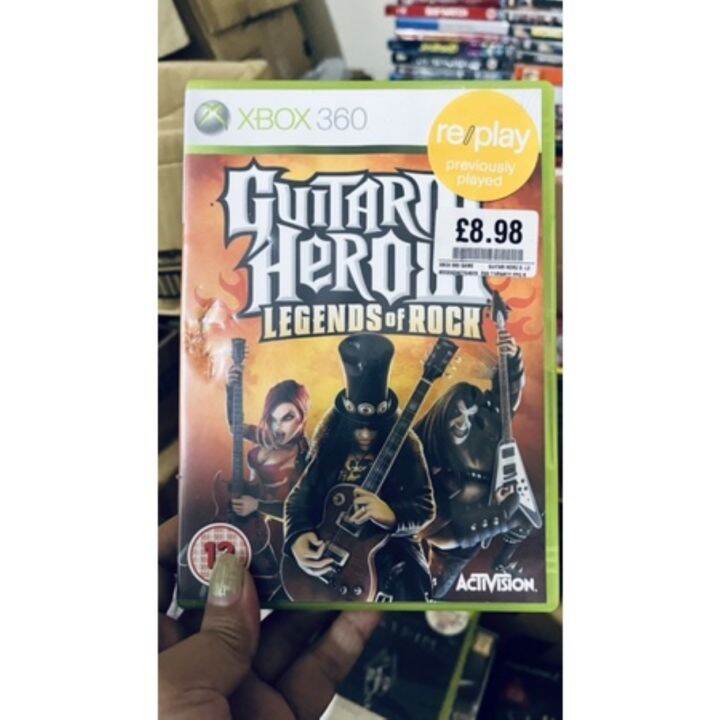 XBOX 360
re/play
previously
played
£8.98
GUITAR
HERO III
LEGENDS OF ROCK
12
ACTIVISION